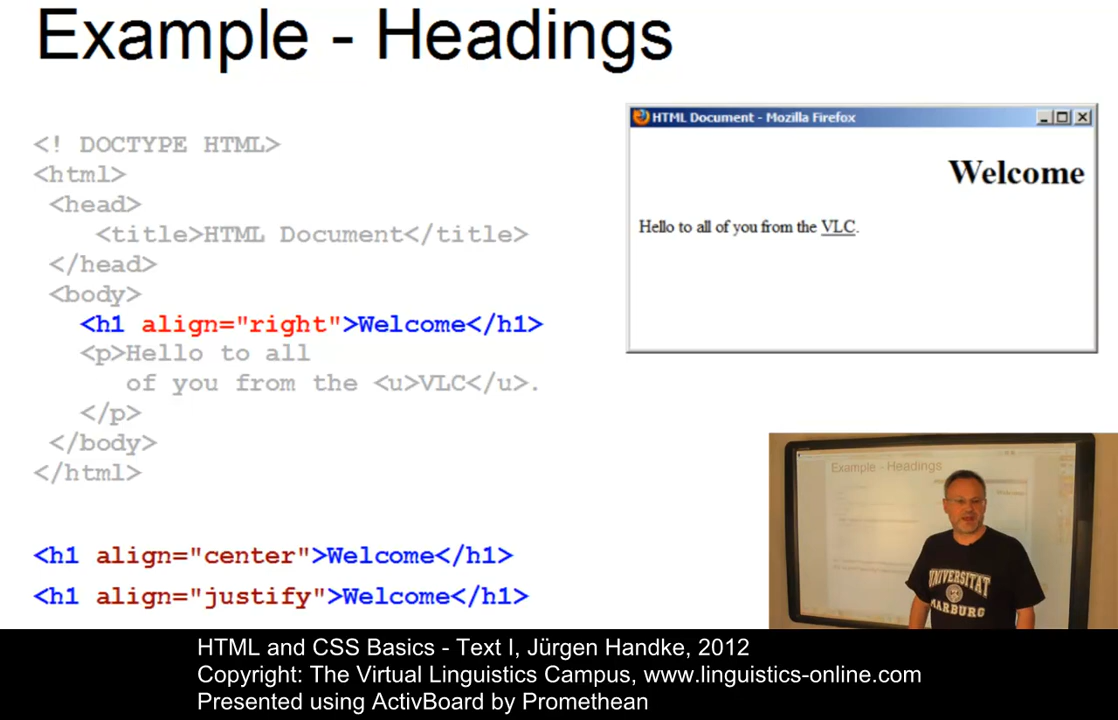 Example - Headings
<! DOCTYPE HTML>
<html>
<head>
<title>HTML Document</title>
</head>
<body>
<h1 align="right">Welcome</h1>
<p>Hello to all
of you from the <u>VLC</u>.
</p>
</body>
</html>
<h1 align="center">Welcome</h1>
<h1 align="justify">Welcome</h1>
HTML Document - Mozilla Firefox
Welcome
Hello to all of you from the VLC.
Example - Headings
UNIVERSITÄT
MARBURG
HTML and CSS Basics - Text I, Jürgen Handke, 2012
Copyright: The Virtual Linguistics Campus, www.linguistics-online.com
Presented using ActivBoard by Promethean